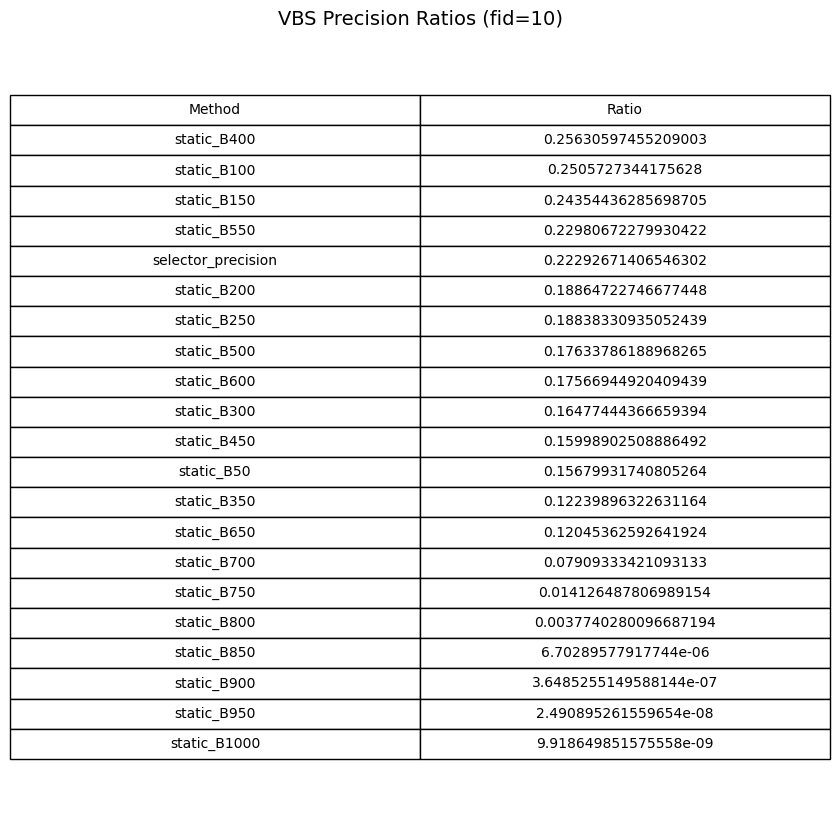 VBS Precision Ratios (fid=10)
Method Ratio
static_B400 0.25630597455209003
static_B100 0.2505727344175628
static_B150 0.24354436285698705
static_B550 0.22980672279930422
selector_precision 0.22292671406546302
static_B200 0.18864722746677448
static_B250 0.18838330935052439
static_B500 0.17633786188968265
static_B600 0.17566944920409439
static_B300 0.16477444366659394
static_B450 0.15998902508886492
static_B50 0.15679931740805264
static_B350 0.12239896322631164
static_B650 0.12045362592641924
static_B700 0.07909333421093133
static_B750 0.014126487806989154
static_B800 0.0037740280096687194
static_B850 6.70289577917744e-06
static_B900 3.6485255149588144e-07
static_B950 2.490895261559654e-08
static_B1000 9.918649851575558e-09